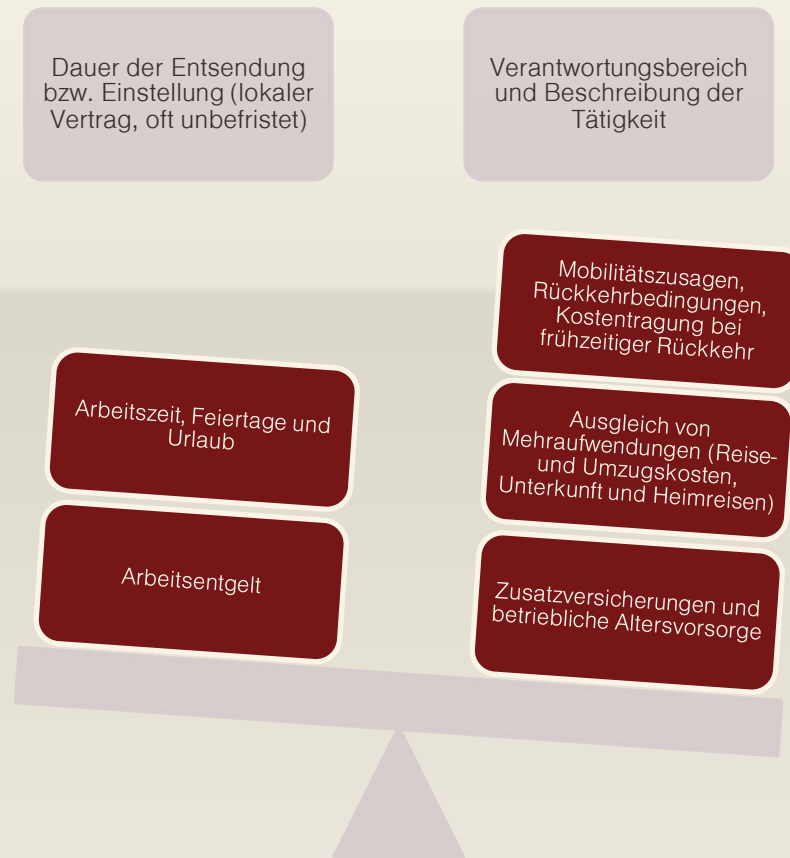 Dauer der Entsendung
bzw. Einstellung (lokaler
Vertrag, oft unbefristet)
Verantwortungsbereich
und Beschreibung der
Tätigkeit
Mobilitätszusagen,
Rückkehrbedingungen,
Kostentragung bei
frühzeitiger Rückkehr
Arbeitszeit, Feiertage und
Urlaub
Ausgleich von
Mehraufwendungen (Reise-
und Umzugskosten,
Unterkunft und Heimreisen)
Arbeitsentgelt
Zusatzversicherungen und
betriebliche Altersvorsorge